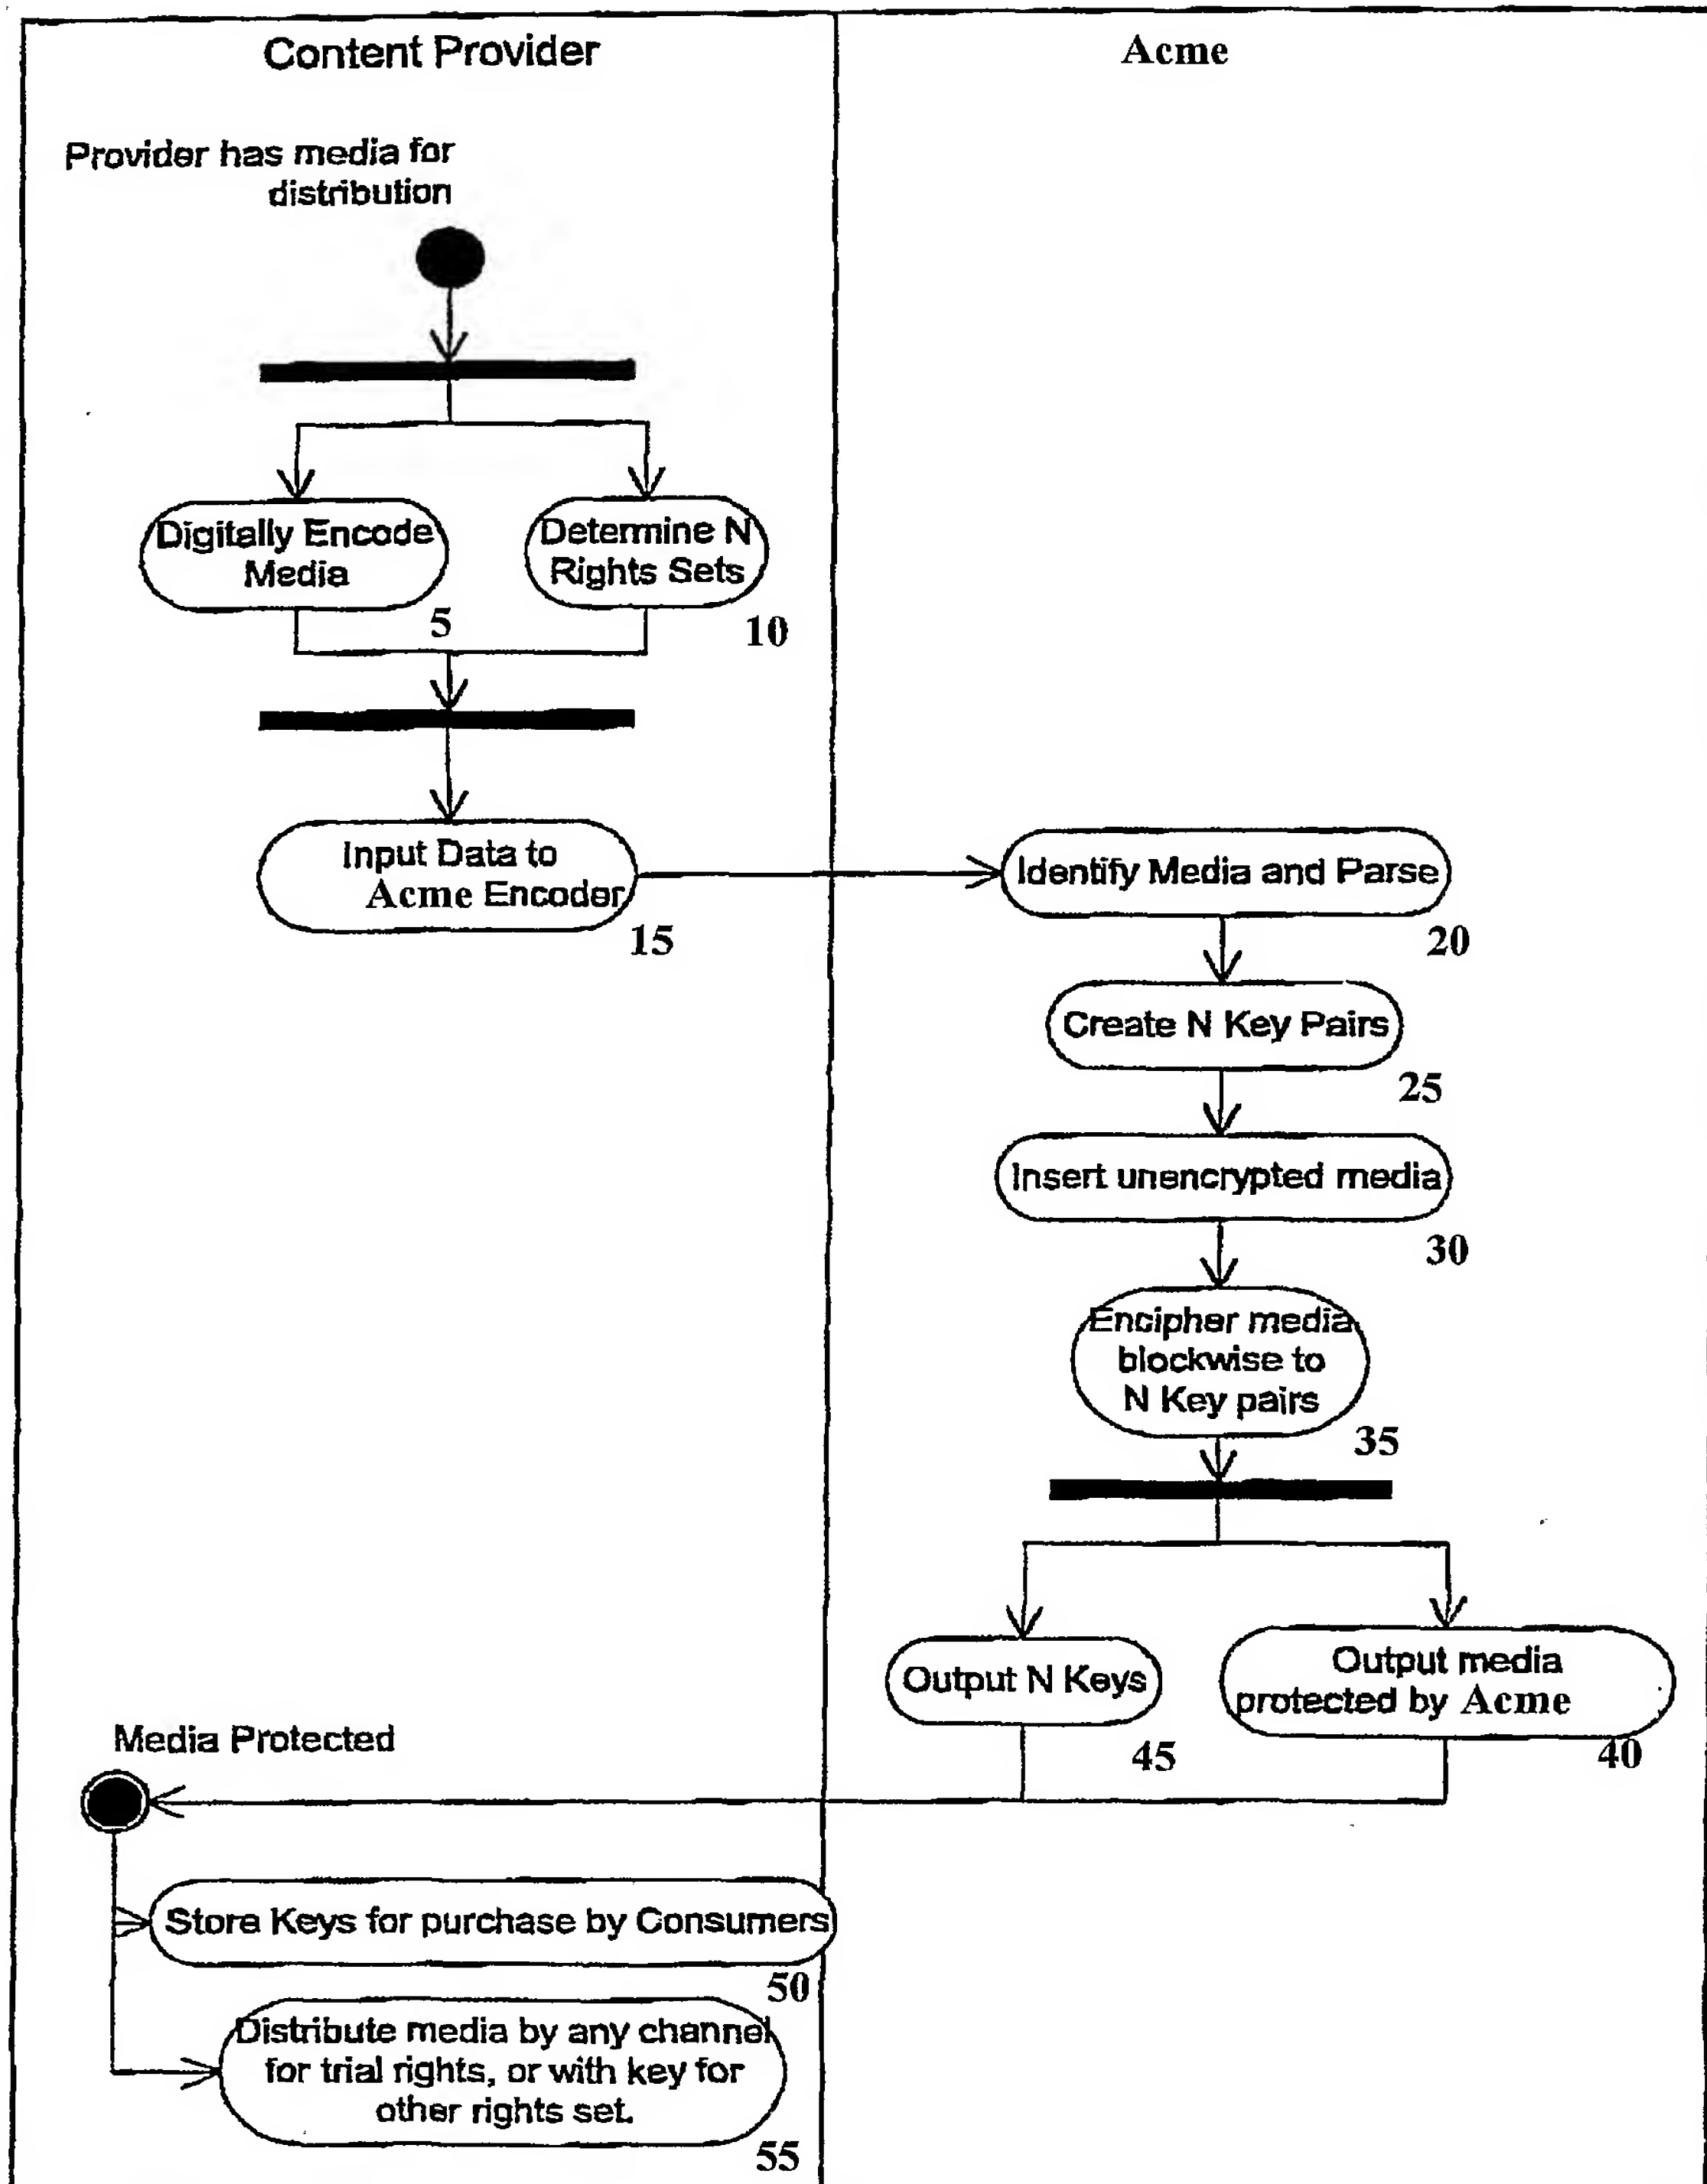 Content Provider
Acme
Provider has media for
distribution
Digitally Encode
Media
5
Determine N
Rights Sets
10
Input Data to
Acme Encoder
15
Identify Media and Parse
20
Create N Key Pairs
25
Insert unencrypted media
30
Encipher media
blockwise to
N Key pairs
35
Output N Keys
45
Output media
protected by Acme
40
Media Protected
Store Keys for purchase by Consumers
50
Distribute media by any channel
for trial rights, or with key for
other rights set.
55